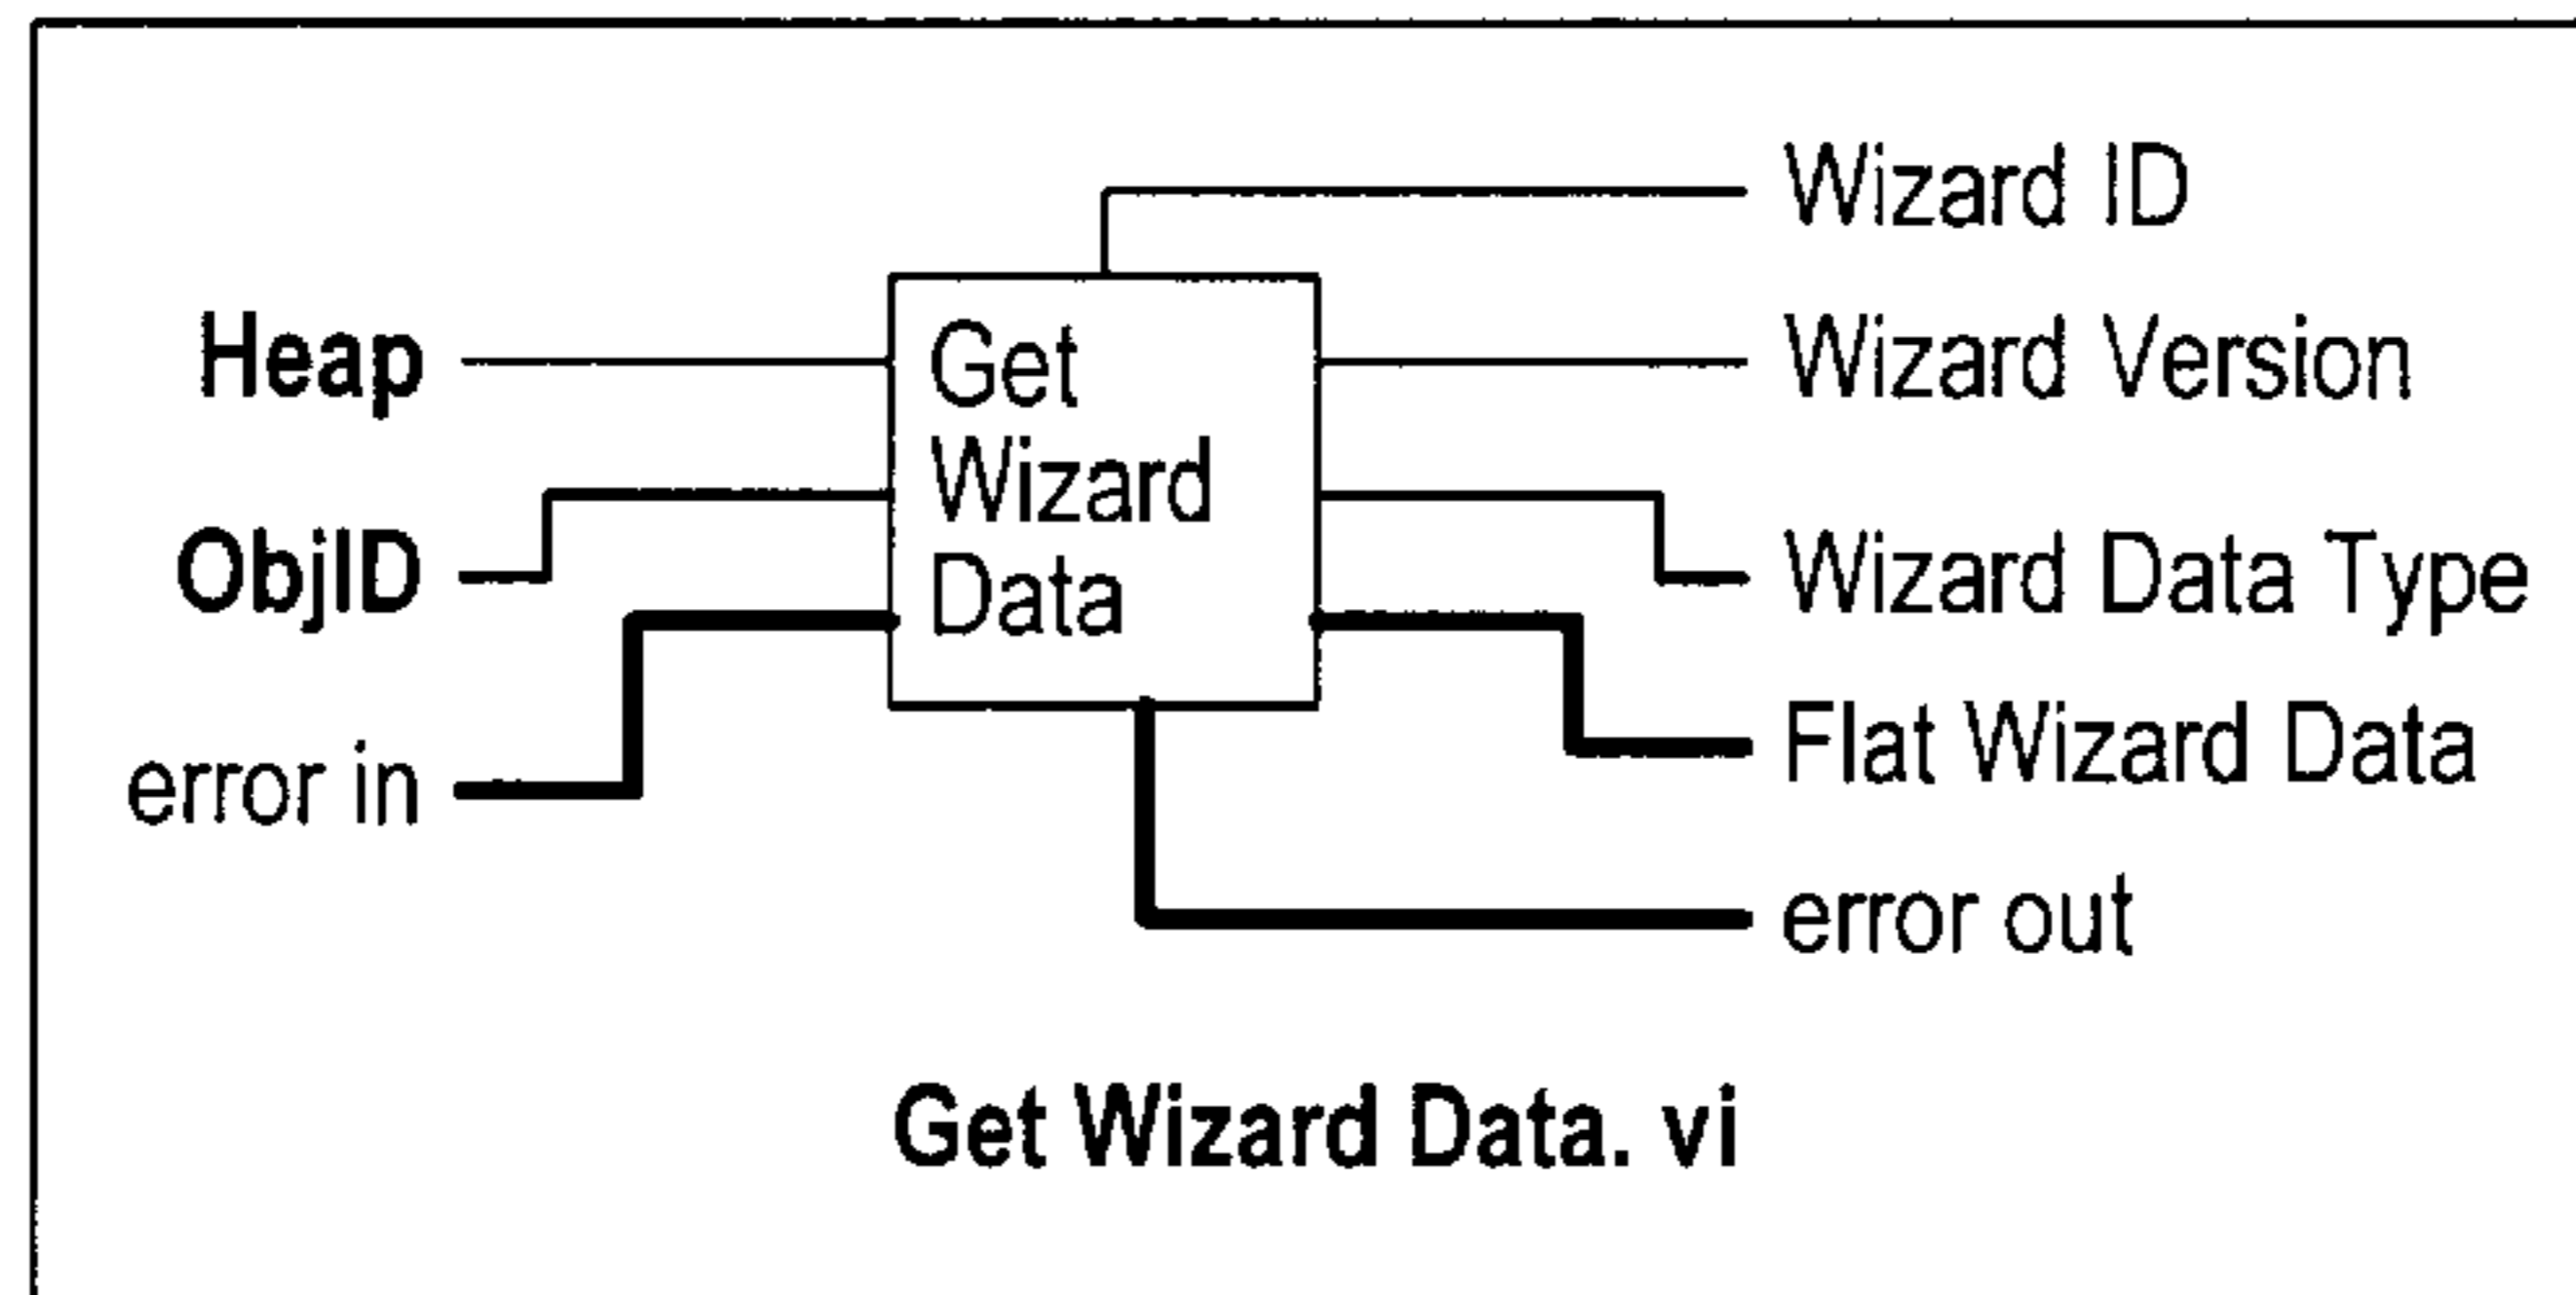 Wizard ID
Heap
Get
Wizard Version
Wizard
ObjID
Data
Wizard Data Type
error in
Flat Wizard Data
error out
Get Wizard Data. vi